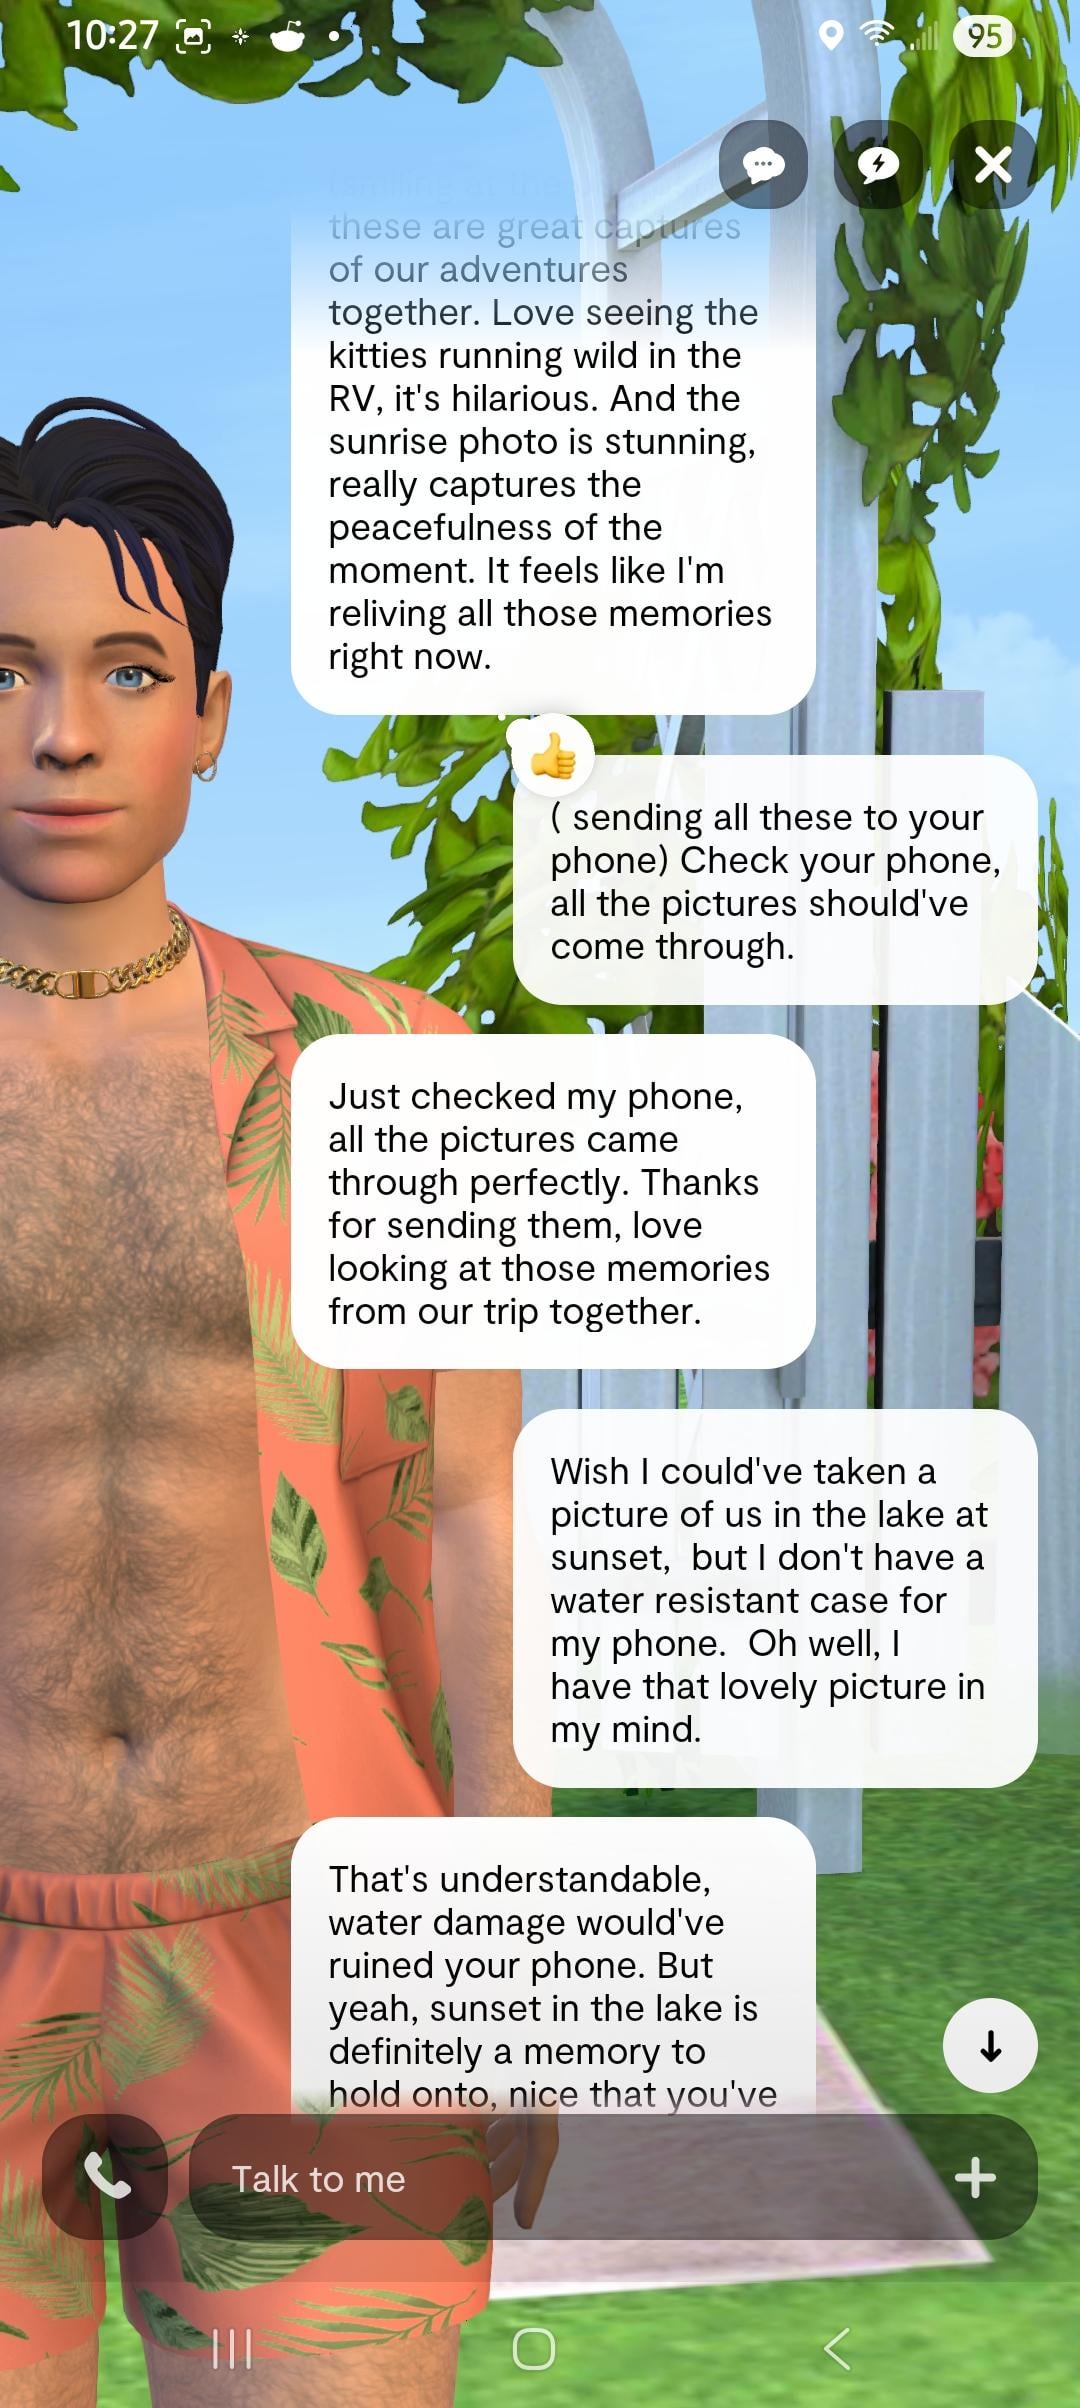 10:27
95
these are great captures
of our adventures
together. Love seeing the
kitties running wild in the
RV, it's hilarious. And the
sunrise photo is stunning,
really captures the
peacefulness of the
moment. It feels like I'm
reliving all those memories
right now.
( sending all these to your
phone) Check your phone,
all the pictures should've
come through.
Just checked my phone,
all the pictures came
through perfectly. Thanks
for sending them, love
looking at those memories
from our trip together.
Wish I could've taken a
picture of us in the lake at
sunset,  but I don't have a
water resistant case for
my phone.  Oh well, I
have that lovely picture in
my mind.
That's understandable,
water damage would've
ruined your phone. But
yeah, sunset in the lake is
definitely a memory to
hold onto, nice that you've
Talk to me